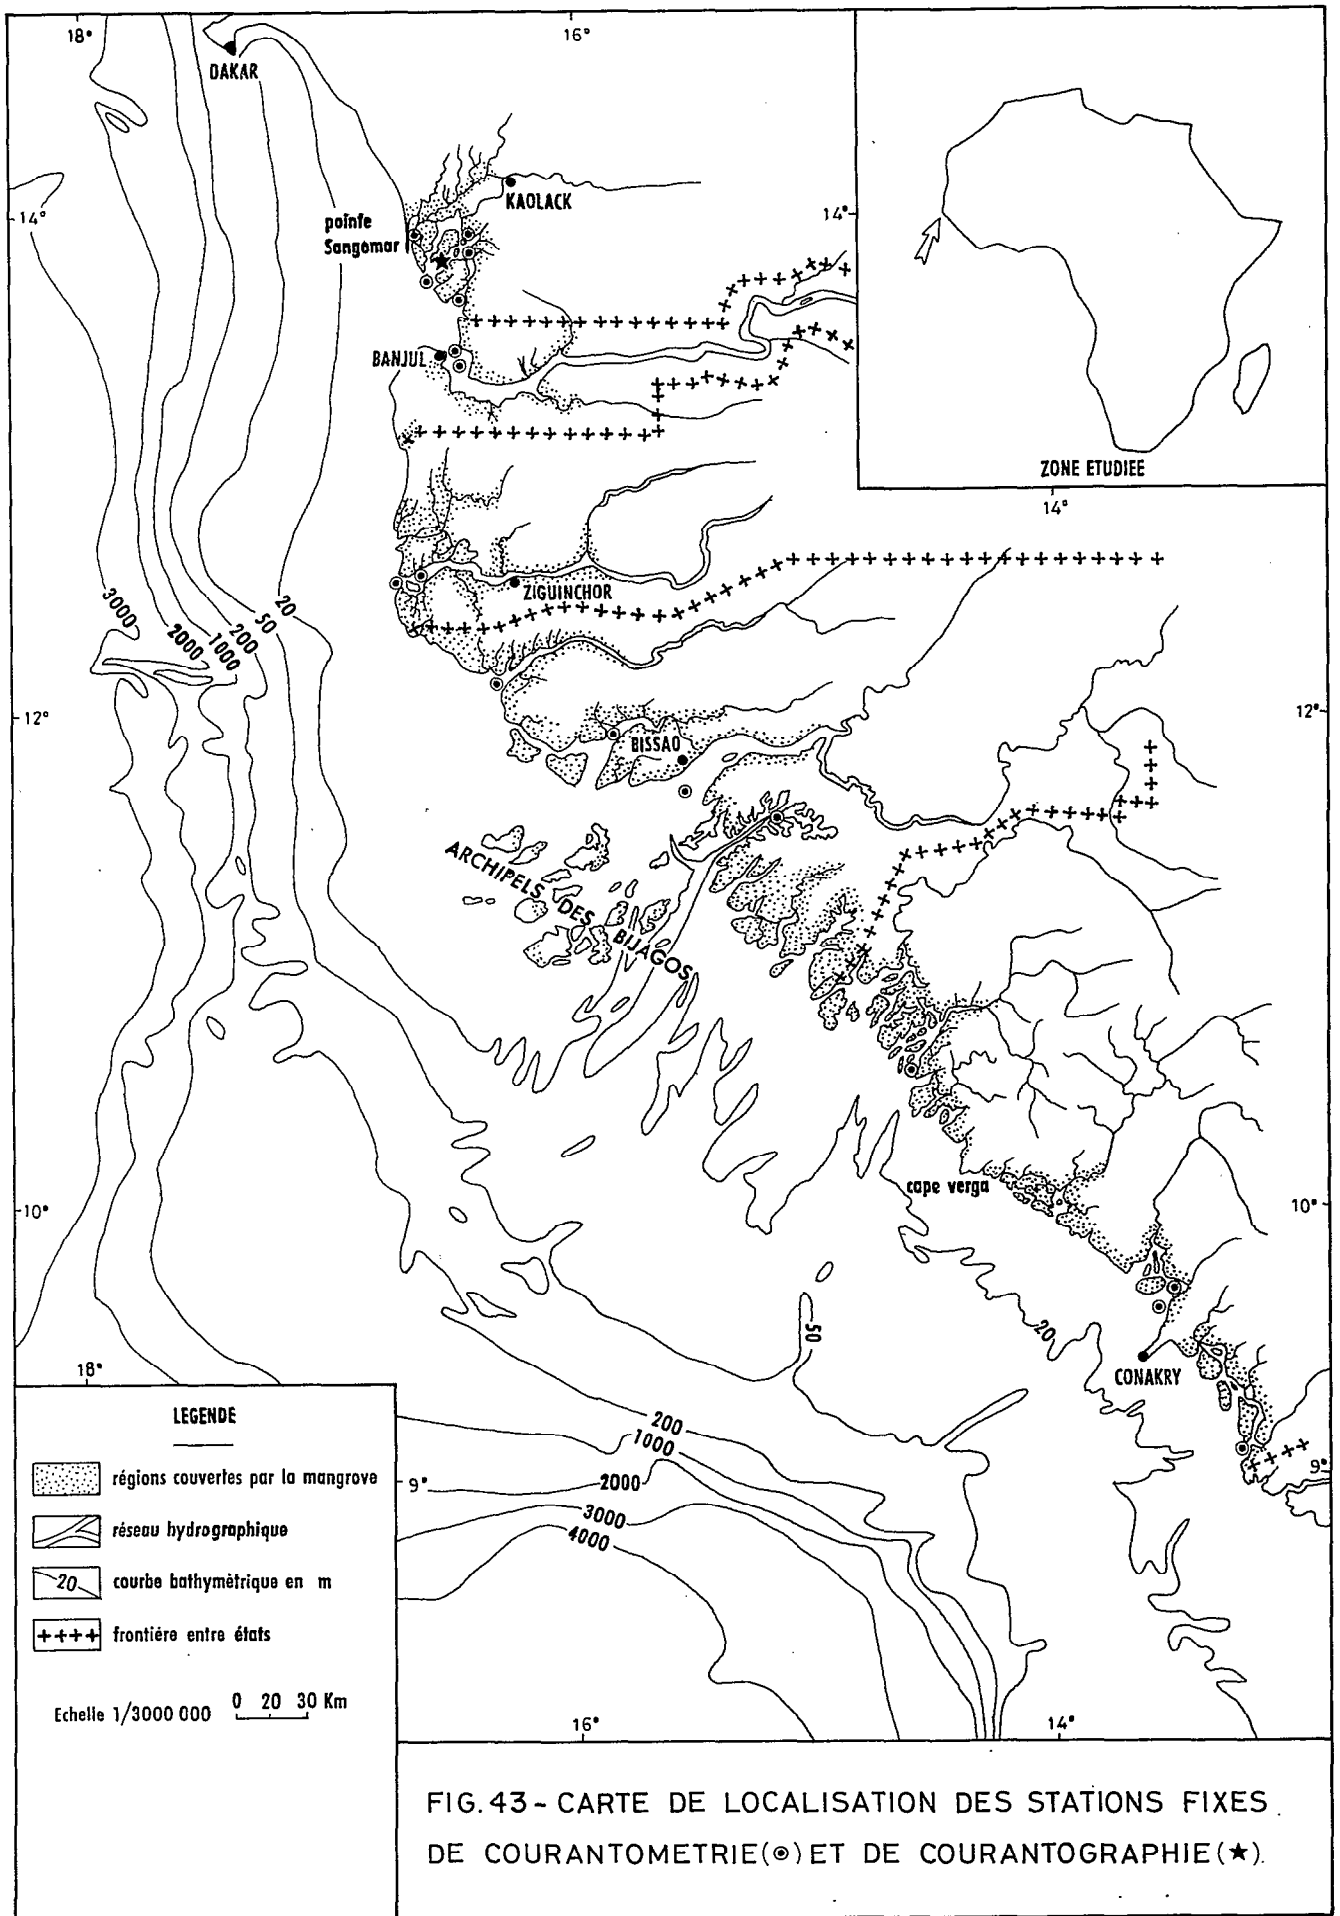 18°
16°
DAKAR
KAOLACK
14°
pointe
Sangomar
14°
BANJUL
ZONE ETUDIEE
14°
ZIGUINCHOR
3000
2000
1000
200
50
20
12°
12°
BISSAO
ARCHIPELS DES BIJAGOS
cape verga
10°
10°
50
20
CONAKRY
18°
200
1000
2000
3000
4000
9°
9°
16°
14°
LEGENDE
régions couvertes par la mangrove
réseau hydrographique
20
courbe bathymètrique en m
frontière entre états
Echelle 1/3000 000
0 20 30 Km
FIG.43 - CARTE DE LOCALISATION DES STATIONS FIXES
DE COURANTOMETRIE(◉) ET DE COURANTOGRAPHIE(★).